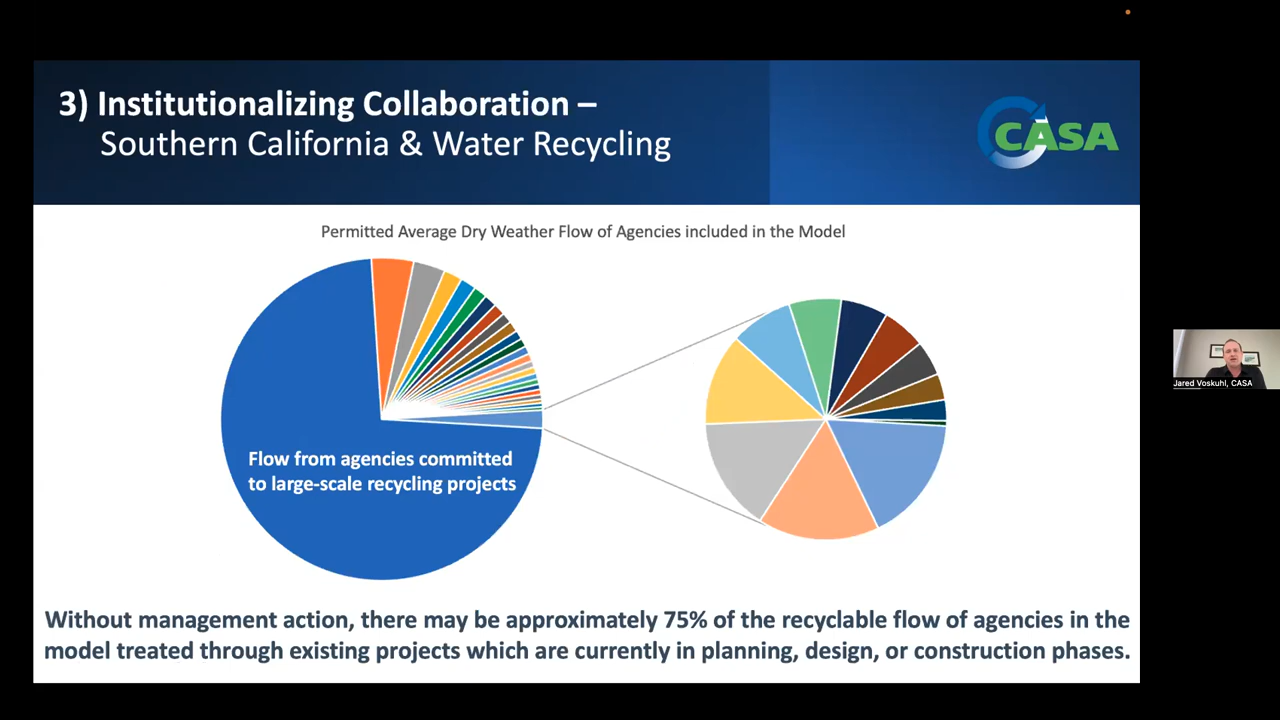 3) Institutionalizing Collaboration –
Southern California & Water Recycling
CASA
Permitted Average Dry Weather Flow of Agencies included in the Model
Flow from agencies committed
to large-scale recycling projects
Without management action, there may be approximately 75% of the recyclable flow of agencies in the
model treated through existing projects which are currently in planning, design, or construction phases.
Jared Voskuhl, CASA